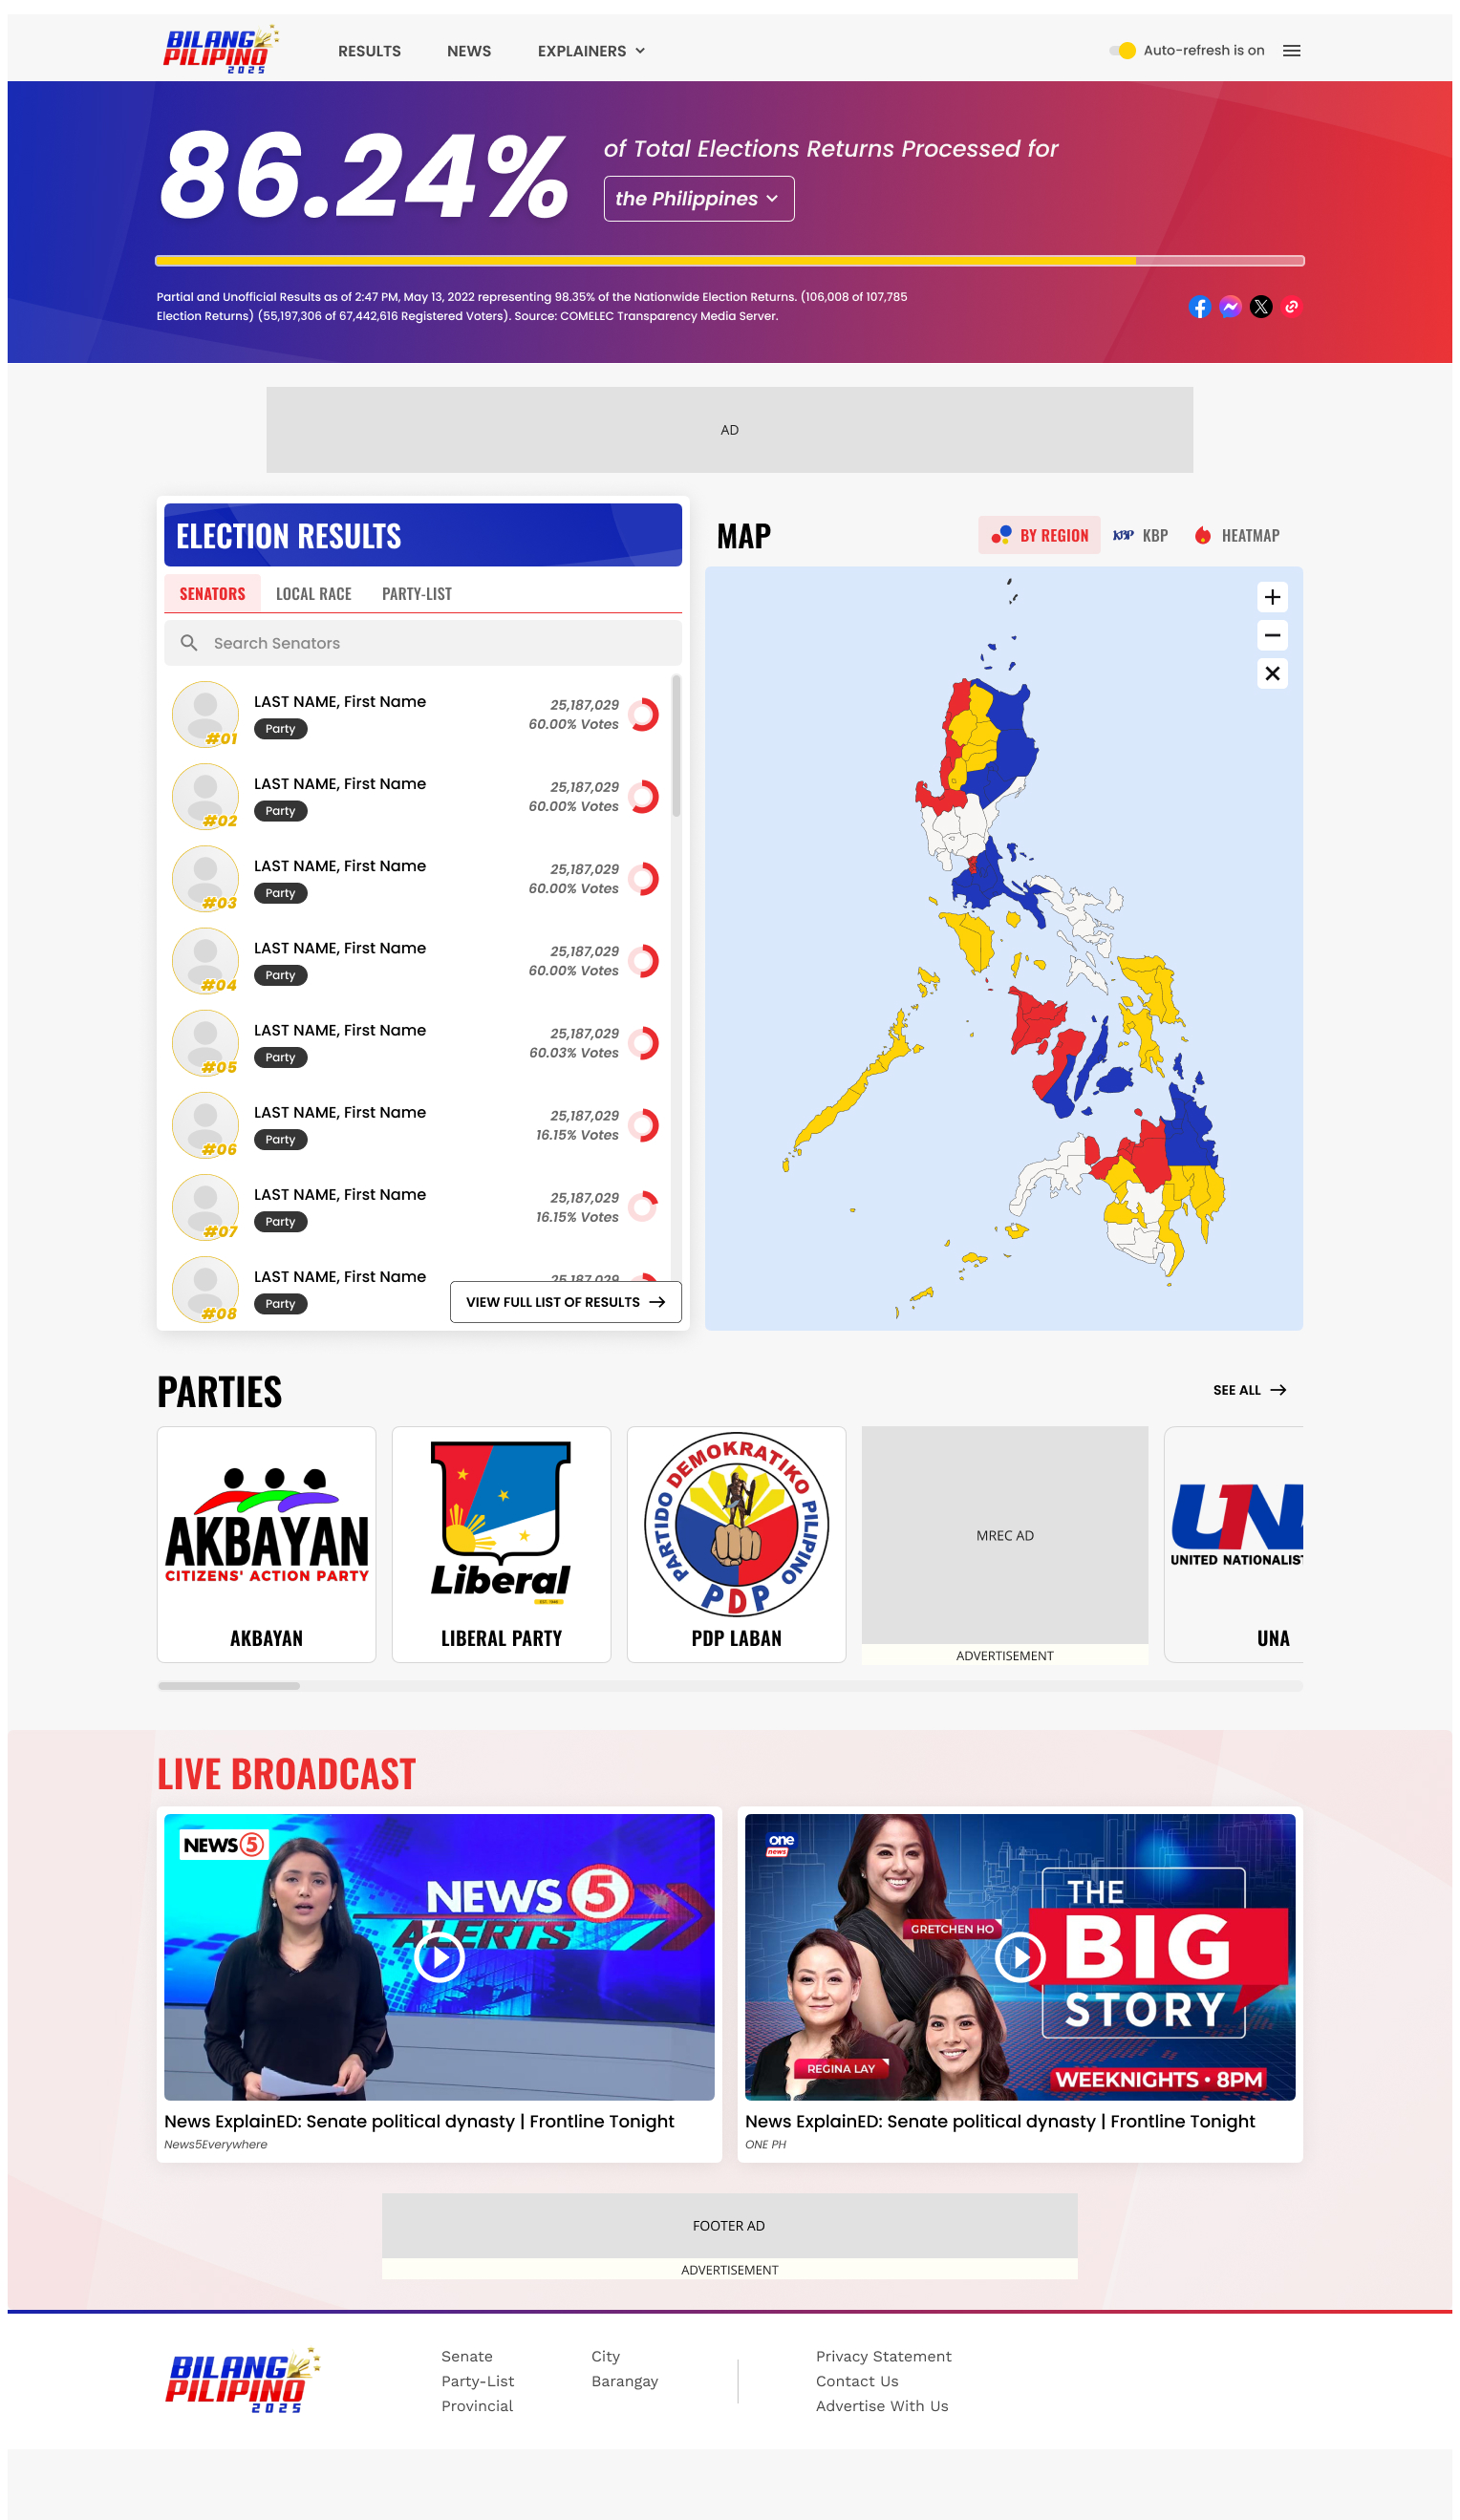 BILANG
PILIPINO
2025
RESULTS
NEWS
EXPLAINERS
Auto-refresh is on
86.24%
of Total Elections Returns Processed for
the Philippines
Partial and Unofficial Results as of 2:47 PM, May 13, 2022 representing 98.35% of the Nationwide Election Returns. (106,008 of 107,785
Election Returns) (55,197,306 of 67,442,616 Registered Voters). Source: COMELEC Transparency Media Server.
AD
ELECTION RESULTS
SENATORS
LOCAL RACE
PARTY-LIST
Search Senators
#01
LAST NAME, First Name
Party
25,187,029
60.00% Votes
#02
LAST NAME, First Name
Party
25,187,029
60.00% Votes
#03
LAST NAME, First Name
Party
25,187,029
60.00% Votes
#04
LAST NAME, First Name
Party
25,187,029
60.00% Votes
#05
LAST NAME, First Name
Party
25,187,029
60.03% Votes
#06
LAST NAME, First Name
Party
25,187,029
16.15% Votes
#07
LAST NAME, First Name
Party
25,187,029
16.15% Votes
#08
LAST NAME, First Name
Party
25,187,029
VIEW FULL LIST OF RESULTS
MAP
BY REGION
KBP
KBP
HEATMAP
PARTIES
SEE ALL
AKBAYAN
CITIZENS' ACTION PARTY
AKBAYAN
Liberal
EST. 1946
LIBERAL PARTY
PARTIDO DEMOKRATIKO PILIPINO
PDP
PDP LABAN
MREC AD
ADVERTISEMENT
UN
UNITED NATIONALIS
UNA
LIVE BROADCAST
NEWS 5
NEWS 5
ALERTS
News ExplainED: Senate political dynasty | Frontline Tonight
News5Everywhere
one
news
GRETCHEN HO
REGINA LAY
THE
BIG
STORY
WEEKNIGHTS • 8PM
News ExplainED: Senate political dynasty | Frontline Tonight
ONE PH
FOOTER AD
ADVERTISEMENT
BILANG
PILIPINO
2025
Senate
Party-List
Provincial
City
Barangay
Privacy Statement
Contact Us
Advertise With Us